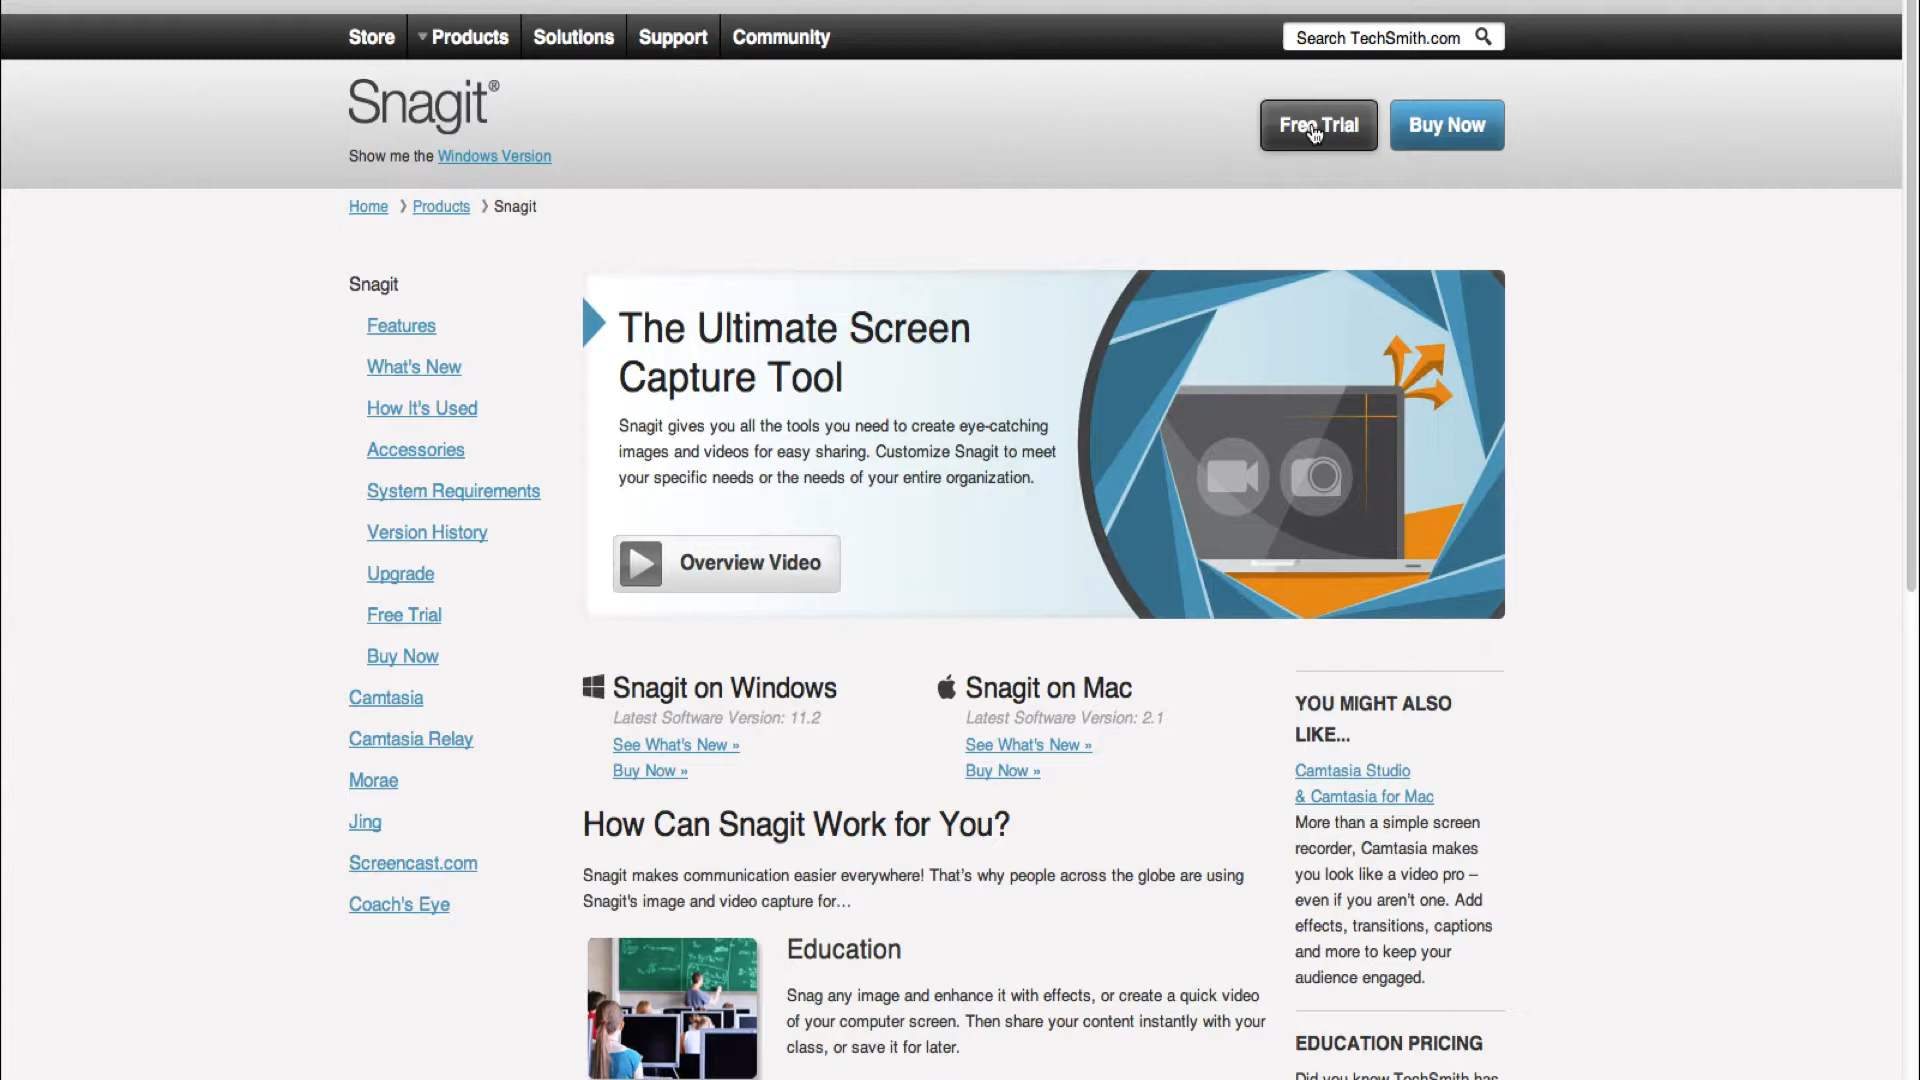 Store
Products
Solutions
Support
Community
Search TechSmith.com
Snagit®
Show me the Windows Version
Free Trial
Buy Now
Home › Products › Snagit
Snagit
Features
What's New
How It's Used
Accessories
System Requirements
Version History
Upgrade
Free Trial
Buy Now
Camtasia
Camtasia Relay
Morae
Jing
Screencast.com
Coach's Eye
The Ultimate Screen
Capture Tool
Snagit gives you all the tools you need to create eye-catching
images and videos for easy sharing. Customize Snagit to meet
your specific needs or the needs of your entire organization.
Overview Video
Snagit on Windows
Latest Software Version: 11.2
See What's New »
Buy Now »
Snagit on Mac
Latest Software Version: 2.1
See What's New »
Buy Now »
How Can Snagit Work for You?
Snagit makes communication easier everywhere! That's why people across the globe are using
Snagit's image and video capture for...
Education
Snag any image and enhance it with effects, or create a quick video
of your computer screen. Then share your content instantly with your
class, or save it for later.
YOU MIGHT ALSO
LIKE...
Camtasia Studio
& Camtasia for Mac
More than a simple screen
recorder, Camtasia makes
you look like a video pro –
even if you aren't one. Add
effects, transitions, captions
and more to keep your
audience engaged.
EDUCATION PRICING
Did you know TechSmith has